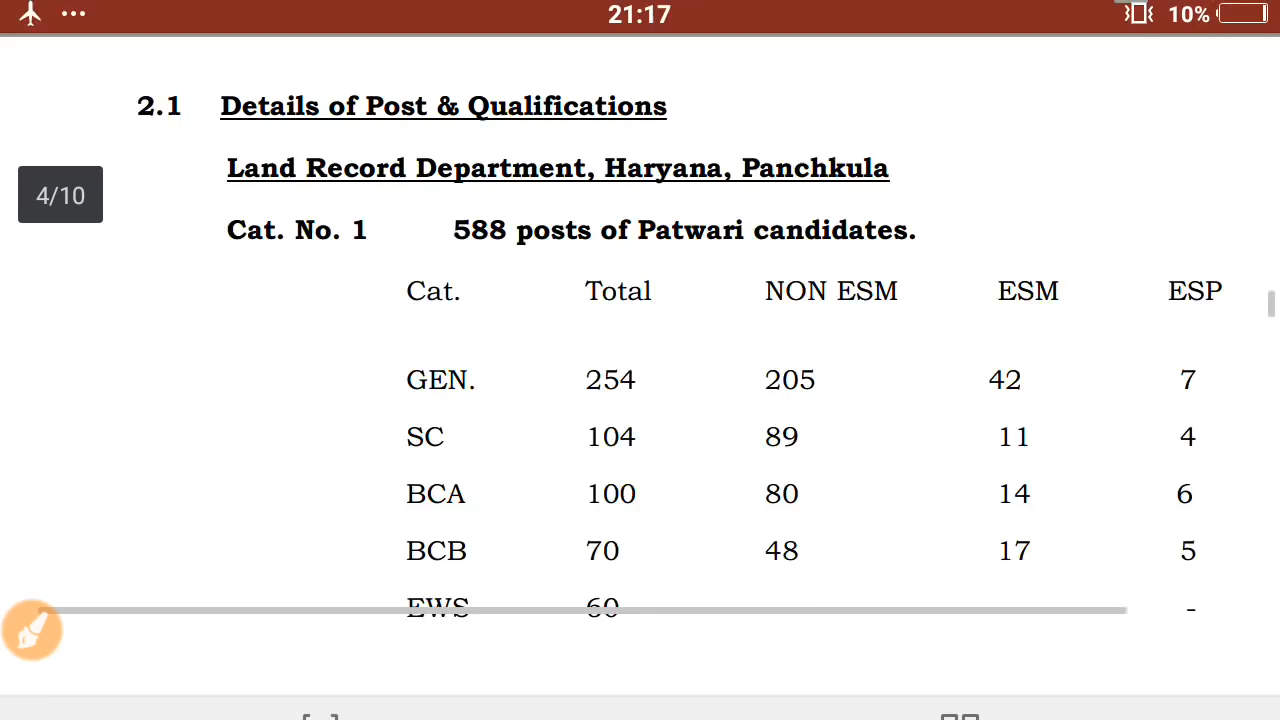 21:17
10%
2.1 Details of Post & Qualifications
Land Record Department, Haryana, Panchkula
4/10
Cat. No. 1 588 posts of Patwari candidates.
Cat. Total NON ESM ESM ESP
GEN. 254 205 42 7
SC 104 89 11 4
BCA 100 80 14 6
BCB 70 48 17 5
EWS 60 -